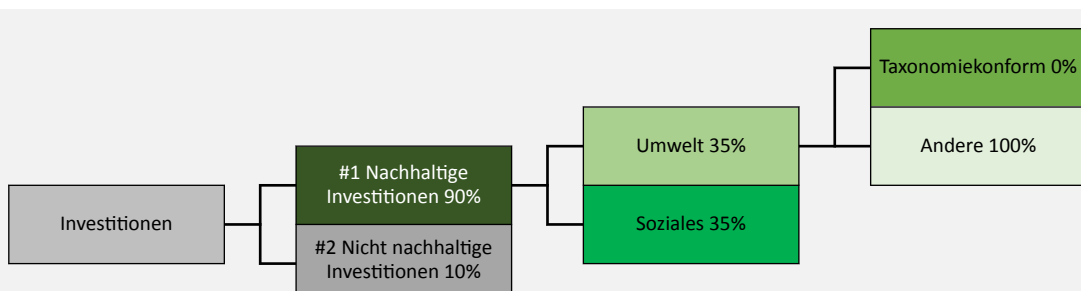 Investitionen
#1 Nachhaltige
Investitionen 90%
#2 Nicht nachhaltige
Investitionen 10%
Umwelt 35%
Soziales 35%
Taxonomiekonform 0%
Andere 100%